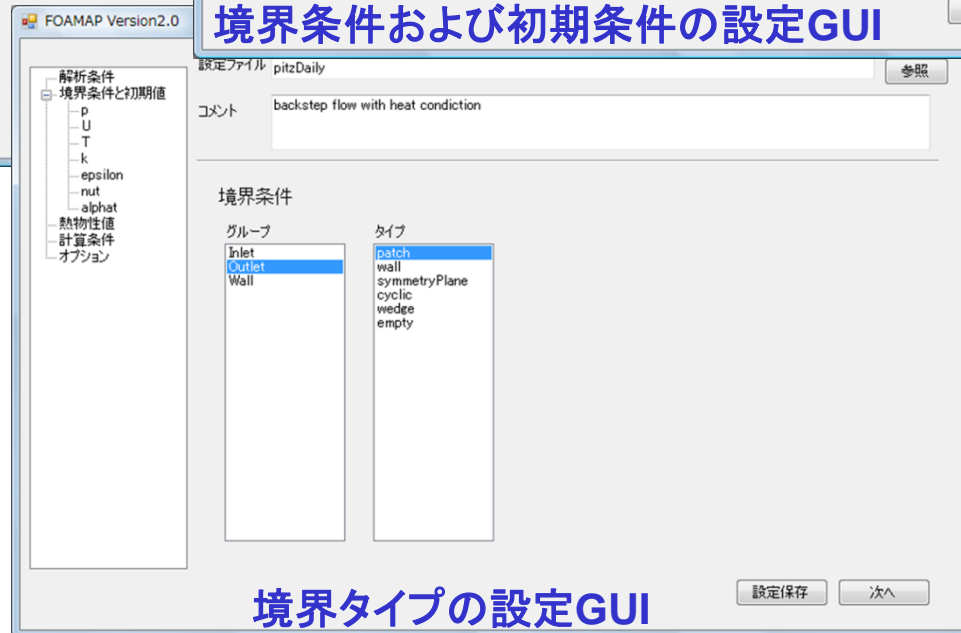 FOAMAP Version2.0
境界条件および初期条件の設定GUI
解析条件
境界条件と初期値
p
U
T
k
epsilon
nut
alphat
熱物性値
計算条件
オプション
設定ファイル pitzDaily 参照
コメント backstep flow with heat condiction
境界条件
グループ タイプ
Inlet patch
Outlet wall
Wall symmetryPlane
cyclic
wedge
empty
設定保存 次へ
境界タイプの設定GUI